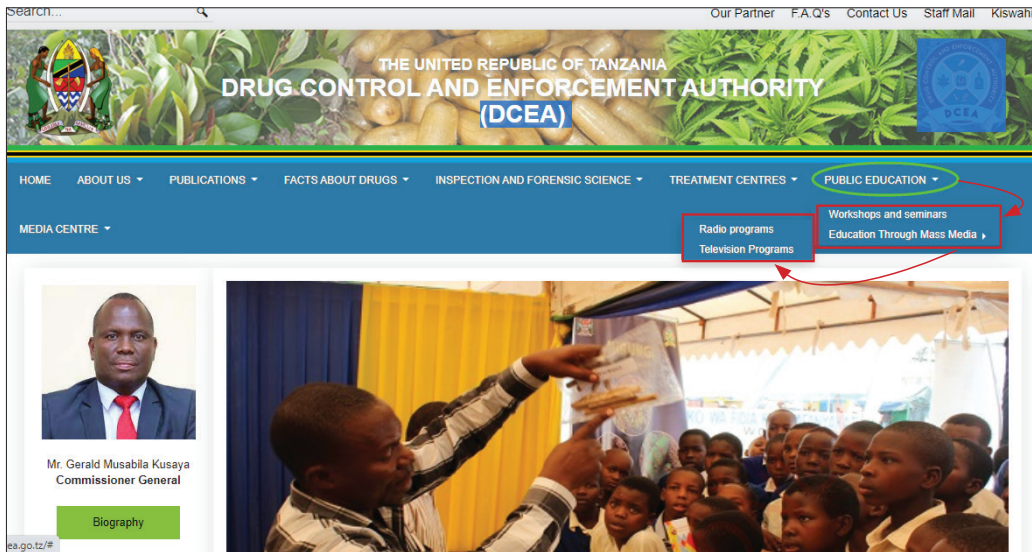 Search...
Our Partner F.A.Q's Contact Us Staff Mail Kiswahi
THE UNITED REPUBLIC OF TANZANIA
DRUG CONTROL AND ENFORCEMENT AUTHORITY
(DCEA)
DCEA
HOME ABOUT US PUBLICATIONS FACTS ABOUT DRUGS INSPECTION AND FORENSIC SCIENCE TREATMENT CENTRES PUBLIC EDUCATION
MEDIA CENTRE
Workshops and seminars
Education Through Mass Media
Radio programs
Television Programs
Mr. Gerald Musabila Kusaya
Commissioner General
Biography
ea.go.tz/#